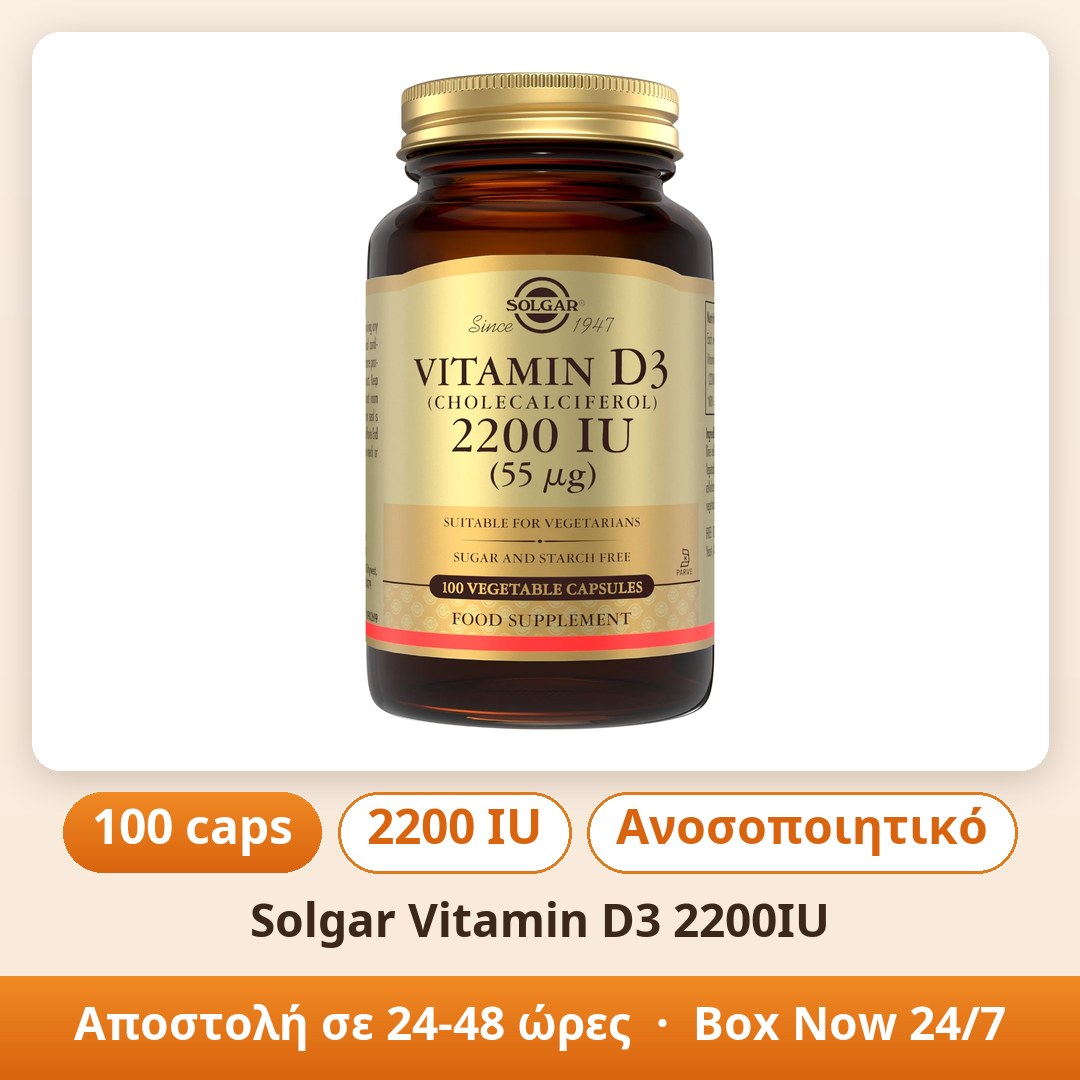 SOLGAR
Since 1947
VITAMIN D3
(CHOLECALCIFEROL)
2200 IU
(55 µg)
SUITABLE FOR VEGETARIANS
SUGAR AND STARCH FREE
PARVE
100 VEGETABLE CAPSULES
FOOD SUPPLEMENT
100 caps
2200 IU
Ανοσοποιητικό
Solgar Vitamin D3 2200IU
Αποστολή σε 24-48 ώρες · Box Now 24/7